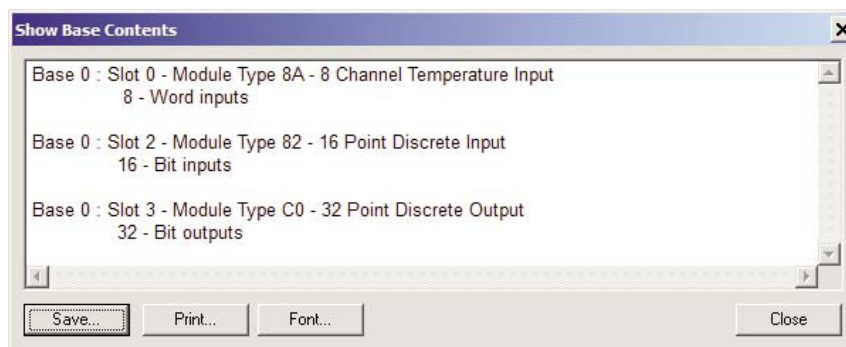 Show Base Contents
Base 0 : Slot 0 - Module Type 8A - 8 Channel Temperature Input
8 - Word inputs
Base 0 : Slot 2 - Module Type 82 - 16 Point Discrete Input
16 - Bit inputs
Base 0 : Slot 3 - Module Type C0 - 32 Point Discrete Output
32 - Bit outputs
Save... Print... Font... Close